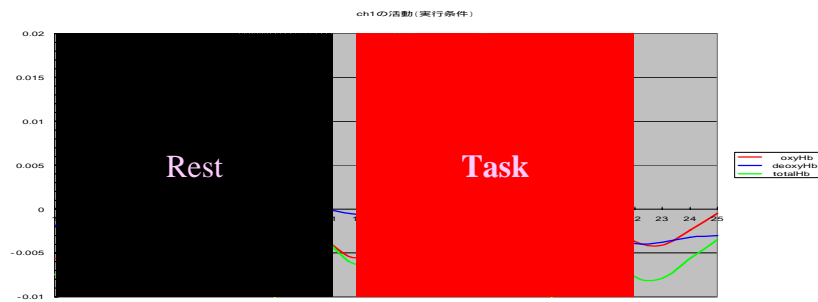 ch1の活動(実行条件)
0.02
0.015
0.01
0.005
0
-0.005
-0.01
Rest
Task
24
25
oxyHb
deoxyHb
totalHb
23